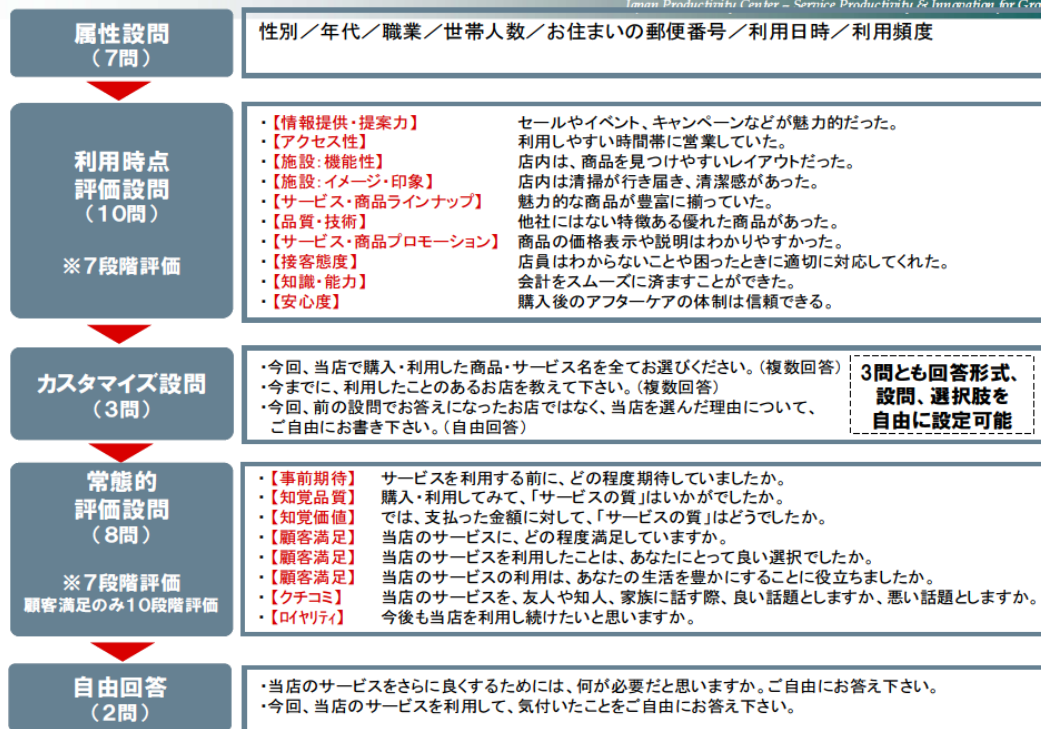 Japan Productivity Center – Service Productivity & Innovation for Gro
属性設問
（7問）
性別／年代／職業／世帯人数／お住まいの郵便番号／利用日時／利用頻度
利用時点
評価設問
（10問）
※7段階評価
・【情報提供・提案力】 セールやイベント、キャンペーンなどが魅力的だった。
・【アクセス性】 利用しやすい時間帯に営業していた。
・【施設：機能性】 店内は、商品を見つけやすいレイアウトだった。
・【施設：イメージ・印象】 店内は清掃が行き届き、清潔感があった。
・【サービス・商品ラインナップ】 魅力的な商品が豊富に揃っていた。
・【品質・技術】 他社にはない特徴ある優れた商品があった。
・【サービス・商品プロモーション】 商品の価格表示や説明はわかりやすかった。
・【接客態度】 店員はわからないことや困ったときに適切に対応してくれた。
・【知識・能力】 会計をスムーズに済ますことができた。
・【安心度】 購入後のアフターケアの体制は信頼できる。
カスタマイズ設問
（3問）
・今回、当店で購入・利用した商品・サービス名を全てお選びください。（複数回答）
・今までに、利用したことのあるお店を教えて下さい。（複数回答）
・今回、前の設問でお答えになったお店ではなく、当店を選んだ理由について、
ご自由にお書き下さい。（自由回答）
3問とも回答形式、
設問、選択肢を
自由に設定可能
常態的
評価設問
（8問）
※7段階評価
顧客満足のみ10段階評価
・【事前期待】 サービスを利用する前に、どの程度期待していましたか。
・【知覚品質】 購入・利用してみて、「サービスの質」はいかがでしたか。
・【知覚価値】 では、支払った金額に対して、「サービスの質」はどうでしたか。
・【顧客満足】 当店のサービスに、どの程度満足していますか。
・【顧客満足】 当店のサービスを利用したことは、あなたにとって良い選択でしたか。
・【顧客満足】 当店のサービスの利用は、あなたの生活を豊かにすることに役立ちましたか。
・【クチコミ】 当店のサービスを、友人や知人、家族に話す際、良い話題としますか、悪い話題としますか。
・【ロイヤリティ】 今後も当店を利用し続けたいと思いますか。
自由回答
（2問）
・当店のサービスをさらに良くするためには、何が必要だと思いますか。ご自由にお答え下さい。
・今回、当店のサービスを利用して、気付いたことをご自由にお答え下さい。